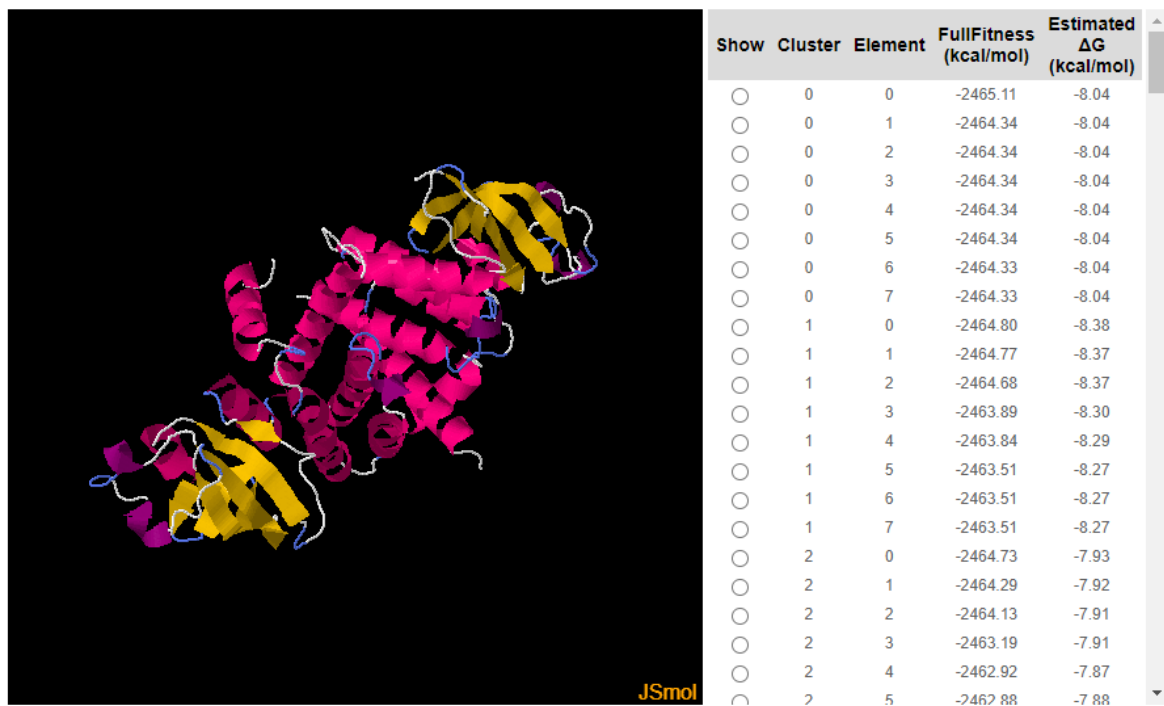 Show Cluster Element FullFitness (kcal/mol) Estimated ΔG (kcal/mol)
0 0 -2465.11 -8.04
0 1 -2464.34 -8.04
0 2 -2464.34 -8.04
0 3 -2464.34 -8.04
0 4 -2464.34 -8.04
0 5 -2464.34 -8.04
0 6 -2464.33 -8.04
0 7 -2464.33 -8.04
1 0 -2464.80 -8.38
1 1 -2464.77 -8.37
1 2 -2464.68 -8.37
1 3 -2463.89 -8.30
1 4 -2463.84 -8.29
1 5 -2463.51 -8.27
1 6 -2463.51 -8.27
1 7 -2463.51 -8.27
2 0 -2464.73 -7.93
2 1 -2464.29 -7.92
2 2 -2464.13 -7.91
2 3 -2463.19 -7.91
2 4 -2462.92 -7.87
2 5 -2462.88 -7.88
JSmol